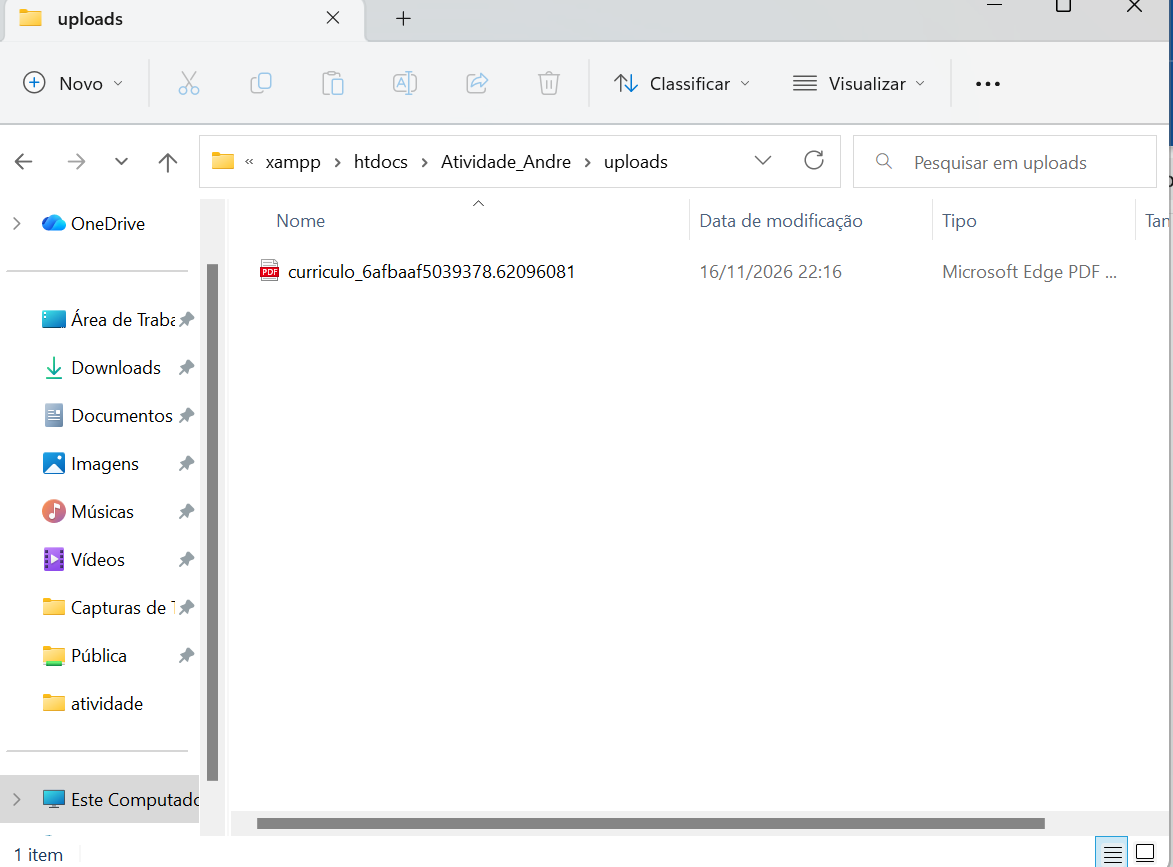 uploads
Novo
Classificar
Visualizar
« xampp > htdocs > Atividade_Andre > uploads
Pesquisar em uploads
OneDrive
Área de Traba
Downloads
Documentos
Imagens
Músicas
Vídeos
Capturas de
Pública
atividade
Este Computado
Nome Data de modificação Tipo Tam
PDF curriculo_6afbaaf5039378.62096081 16/11/2026 22:16 Microsoft Edge PDF ...
1 item